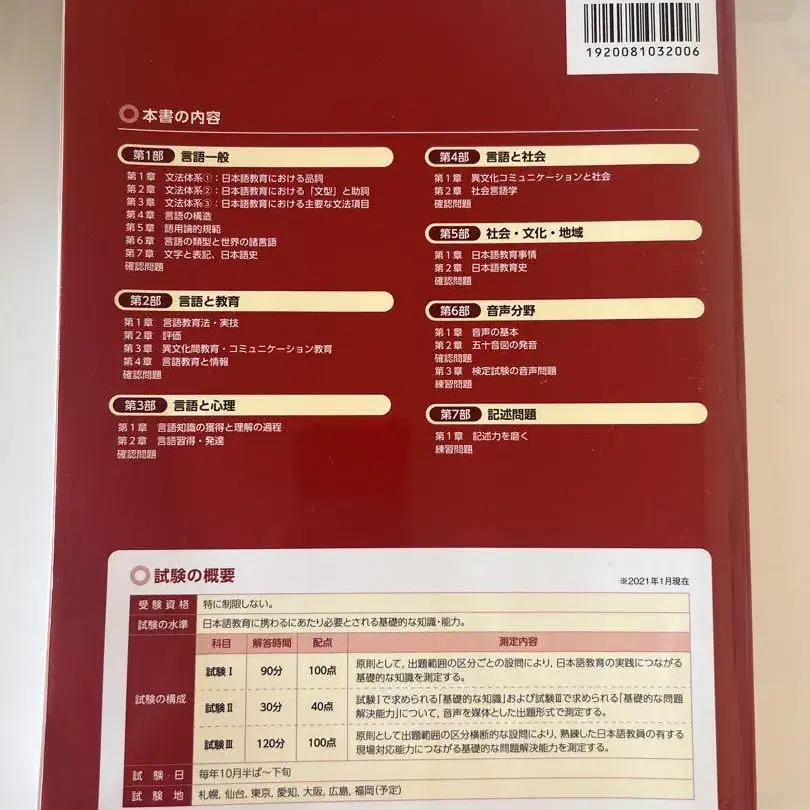 1920081032006
本書の内容
第1部 言語一般
第1章 文法体系①:日本語教育における品詞
第2章 文法体系②:日本語教育における「文型」と助詞
第3章 文法体系③:日本語教育における主要な文法項目
第4章 言語の構造
第5章 語用論的規範
第6章 言語の類型と世界の諸言語
第7章 文字と表記、日本語史
確認問題
第2部 言語と教育
第1章 言語教育法・実技
第2章 評価
第3章 異文化間教育・コミュニケーション教育
第4章 言語教育と情報
確認問題
第3部 言語と心理
第1章 言語知識の獲得と理解の過程
第2章 言語習得・発達
確認問題
第4部 言語と社会
第1章 異文化コミュニケーションと社会
第2章 社会言語学
確認問題
第5部 社会・文化・地域
第1章 日本語教育事情
第2章 日本語教育史
確認問題
第6部 音声分野
第1章 音声の基本
第2章 五十音図の発音
確認問題
第3章 検定試験の音声問題
練習問題
第7部 記述問題
第1章 記述力を磨く
練習問題
試験の概要
※2021年1月現在
受験資格 特に制限しない。
試験の水準 日本語教育に携わるにあたり必要とされる基礎的な知識・能力。
試験の構成
科目 解答時間 配点 測定内容
試験Ⅰ 90分 100点 原則として、出題範囲の区分ごとの設問により、日本語教育の実践につながる
基礎的な知識を測定する。
試験Ⅱ 30分 40点 試験Ⅰで求められる「基礎的な知識」および試験Ⅲで求められる「基礎的な問題
解決能力」について、音声を媒体とした出題形式で測定する。
試験Ⅲ 120分 100点 原則として出題範囲の区分横断的な設問により、熟練した日本語教員の有する
現場対応能力につながる基礎的な問題解決能力を測定する。
試験日 毎年10月半ば〜下旬
試験地 札幌、仙台、東京、愛知、大阪、広島、福岡(予定)